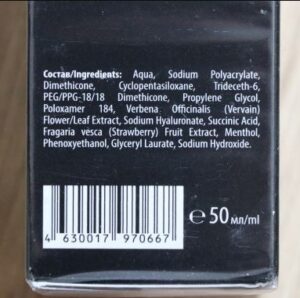 Состав/Ingredients: Aqua, Sodium Polyacrylate,
Dimethicone, Cyclopentasiloxane, Trideceth-6,
PEG/PPG-18/18 Dimethicone, Propylene Glycol,
Poloxamer 184, Verbena Officinalis (Vervain)
Flower/Leaf Extract, Sodium Hyaluronate, Succinic Acid,
Fragaria vesca (Strawberry) Fruit Extract, Menthol,
Phenoxyethanol, Glyceryl Laurate, Sodium Hydroxide.
℮ 50 мл/ml
4 630017 970667